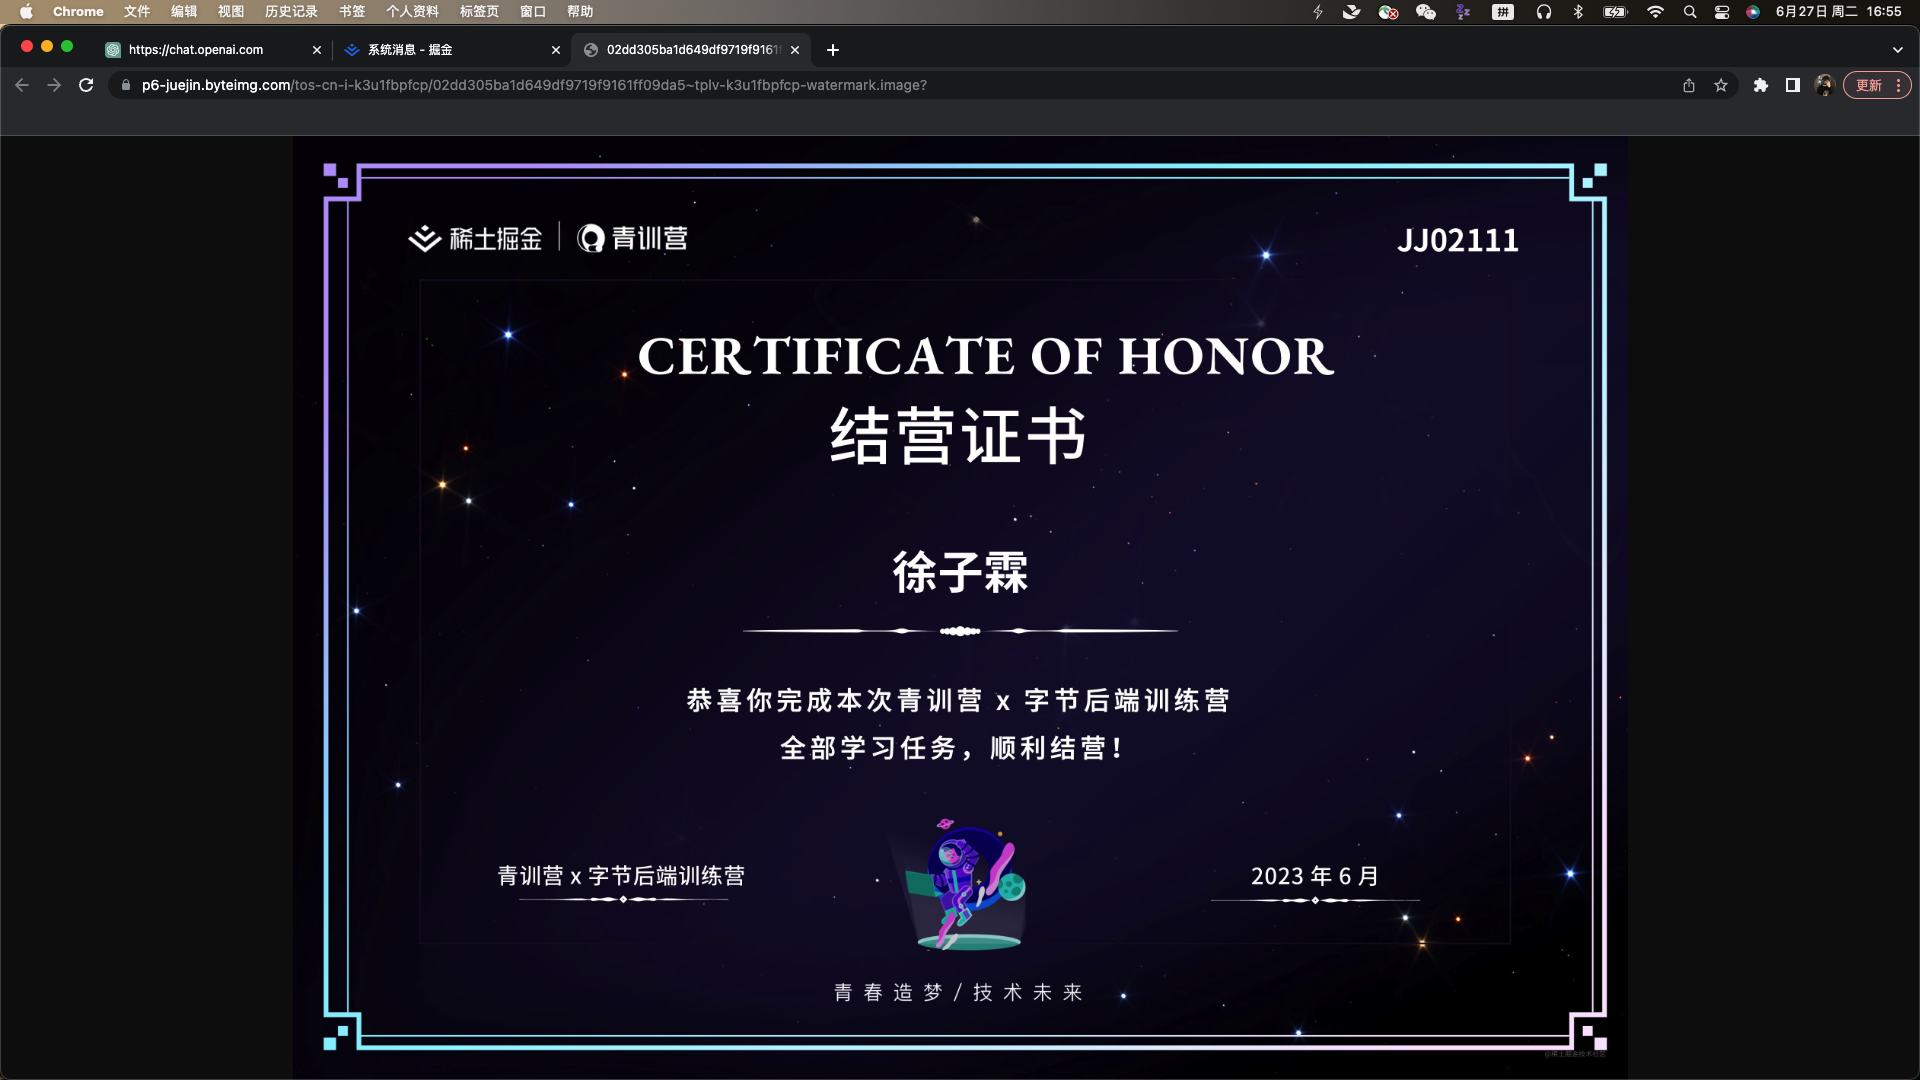 Chrome 文件 编辑 视图 历史记录 书签 个人资料 标签页 窗口 帮助 拼 6月27日 周二 16:55
https://chat.openai.com 系统消息 - 掘金 02dd305ba1d649df9719f9161f
p6-juejin.byteimg.com/tos-cn-i-k3u1fbpfcp/02dd305ba1d649df9719f9161ff09da5~tplv-k3u1fbpfcp-watermark.image? 更新
稀土掘金 青训营 JJ02111
CERTIFICATE OF HONOR
结营证书
徐子霖
恭喜你完成本次青训营 x 字节后端训练营
全部学习任务，顺利结营！
青训营 x 字节后端训练营 2023 年 6 月
青春造梦/技术未来
@稀土掘金技术社区